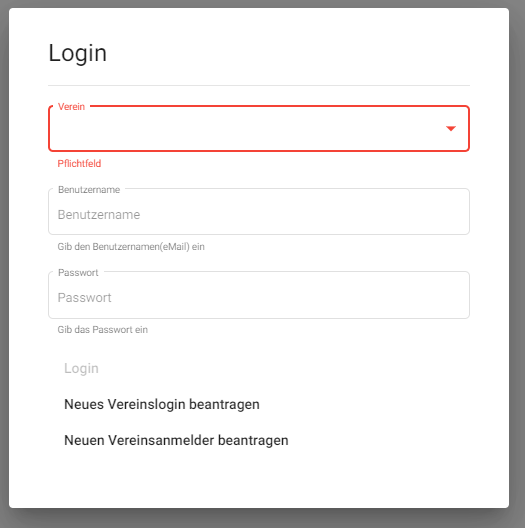 Login
Verein
Pflichtfeld
Benutzername
Benutzername
Gib den Benutzernamen(eMail) ein
Passwort
Passwort
Gib das Passwort ein
Login
Neues Vereinslogin beantragen
Neuen Vereinsanmelder beantragen